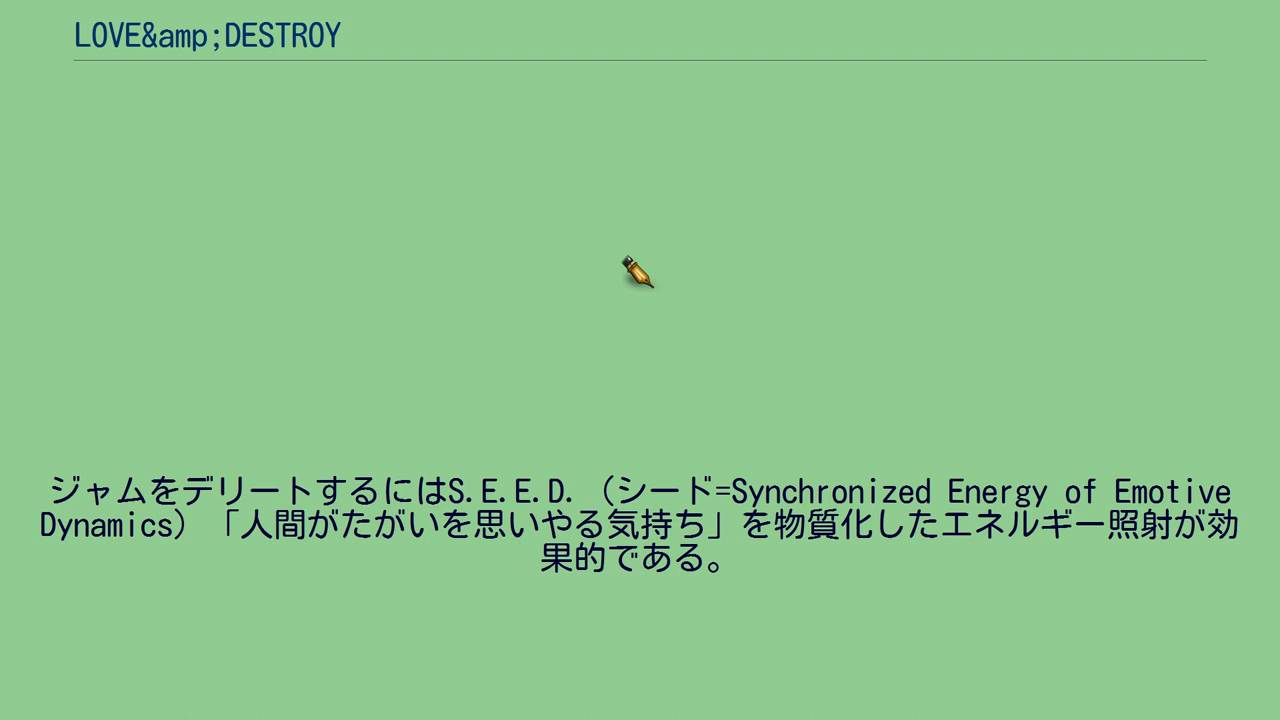 LOVE&amp;DESTROY
ジャムをデリートするにはS.E.E.D.（シード=Synchronized Energy of Emotive
Dynamics）「人間がたがいを思いやる気持ち」を物質化したエネルギー照射が効
果的である。